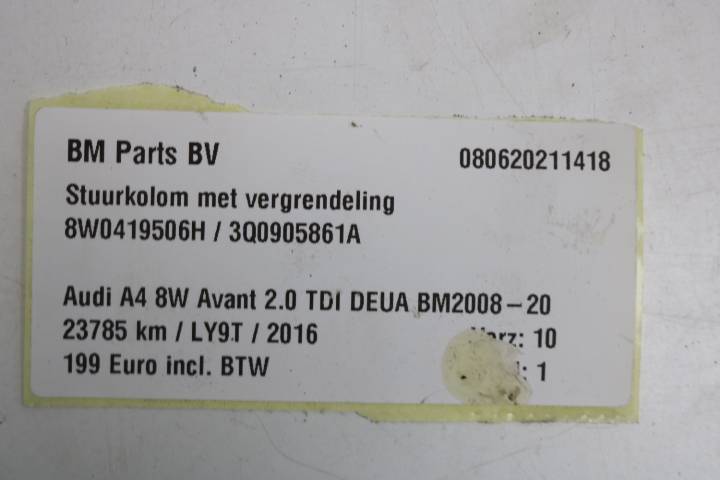 BM Parts BV 080620211418
Stuurkolom met vergrendeling
8W0419506H / 3Q0905861A
Audi A4 8W Avant 2.0 TDI DEUA BM2008-20
23785 km / LY9T / 2016 10
199 Euro incl. BTW 1